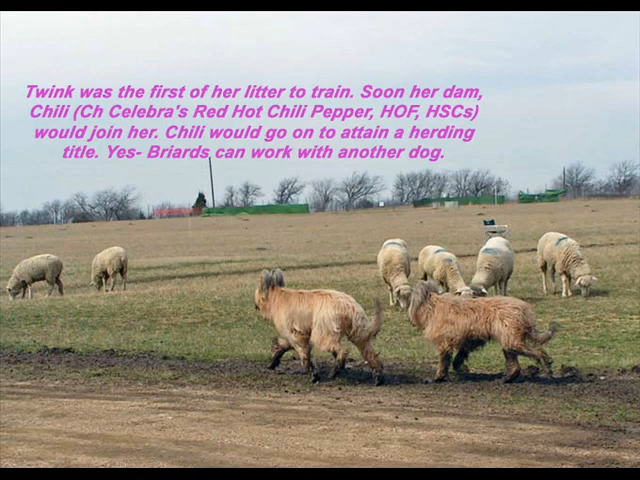 Twink was the first of her litter to train. Soon her dam,
Chili (Ch Celebra's Red Hot Chili Pepper, HOF, HSCs)
would join her. Chili would go on to attain a herding
title. Yes- Briards can work with another dog.